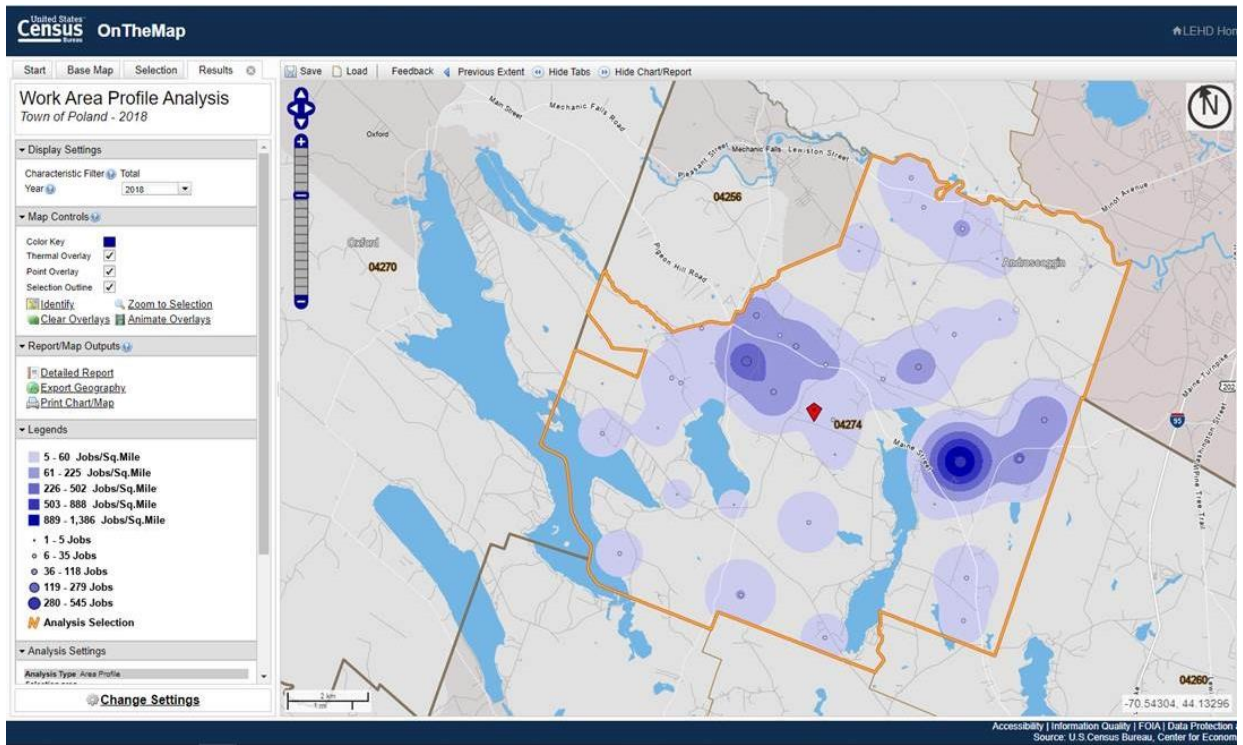 United States
Census
Bureau
OnTheMap
LEHD Hom
Start
Base Map
Selection
Results
Save
Load
Feedback
Previous Extent
Hide Tabs
Hide Chart/Report
Work Area Profile Analysis
Town of Poland - 2018
Display Settings
Characteristic Filter Total
Year
2018
Map Controls
Color Key
Thermal Overlay
Point Overlay
Selection Outline
Identify
Zoom to Selection
Clear Overlays
Animate Overlays
Report/Map Outputs
Detailed Report
Export Geography
Print Chart/Map
Legends
5 - 60 Jobs/Sq.Mile
61 - 225 Jobs/Sq.Mile
226 - 502 Jobs/Sq.Mile
503 - 888 Jobs/Sq.Mile
889 - 1,386 Jobs/Sq.Mile
1 - 5 Jobs
6 - 35 Jobs
36 - 118 Jobs
119 - 279 Jobs
280 - 545 Jobs
Analysis Selection
Analysis Settings
Analysis Type Area Profile
Change Settings
N
Main Street
Mechanic Falls Road
Oxford
Pleasant Street
Mechanic Falls
Lewiston Street
04256
Minot Avenue
Oxford
04270
Pigeon Hill Road
Androscoggin
Maine Turnpike
202
95
Washington Street
Pine Tree Trail
04274
Maine Street
04260
2 km
-70.54304, 44.13296
Accessibility | Information Quality | FOIA | Data Protection a
Source: U.S.Census Bureau, Center for Econom